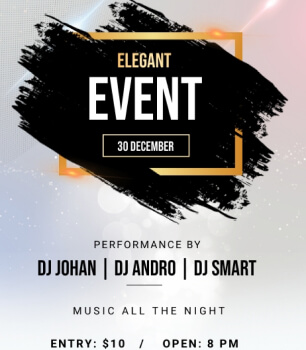 ELEGANT
EVENT
30 DECEMBER
PERFORMANCE BY
DJ JOHAN | DJ ANDRO | DJ SMART
MUSIC ALL THE NIGHT
ENTRY: $10 / OPEN: 8 PM